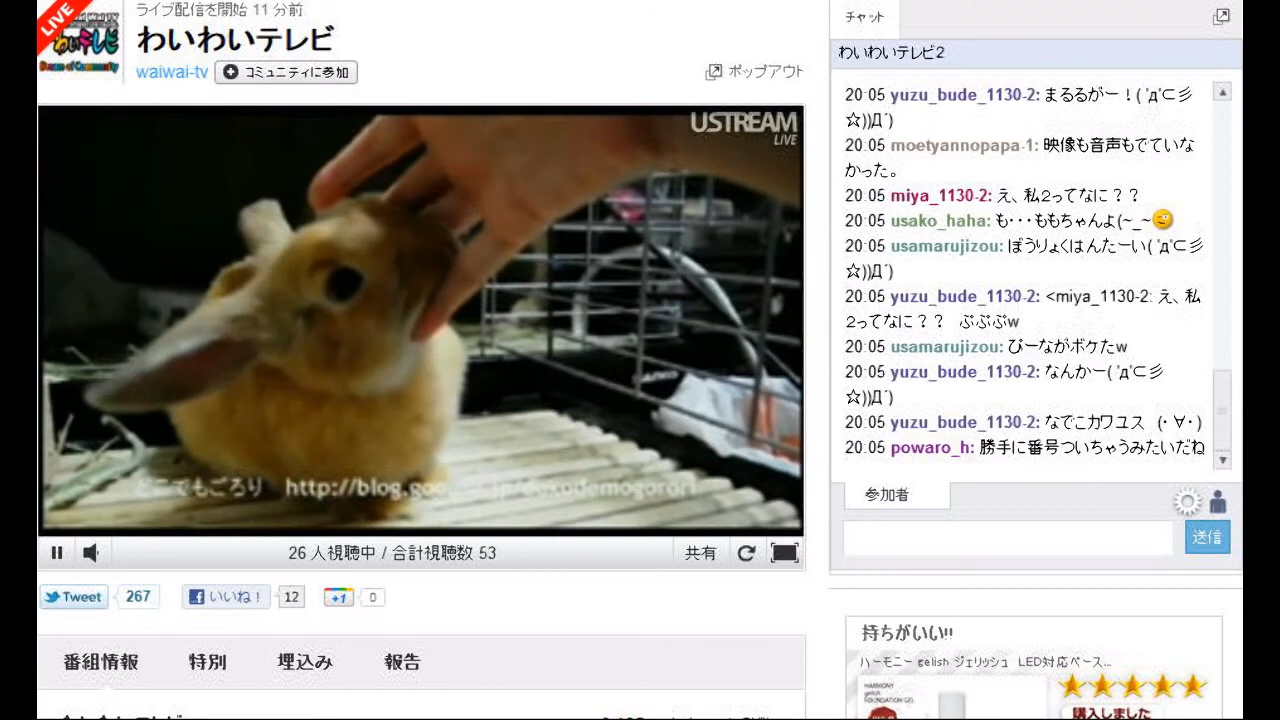 LIVE
ライブ配信を開始 11 分前
わいわいテレビ
waiwai-tv コミュニティに参加
ポップアウト
USTREAM
LIVE
どこでもごろり http://blog.goo
26 人視聴中 / 合計視聴数 53
共有
Tweet 267 いいね! 12 +1 0
番組情報 特別 埋込み 報告
チャット
わいわいテレビ2
20:05 yuzu_bude_1130-2: まるるがー!( 'д'⊂彡
☆))Д´)
20:05 moetyannopapa-1: 映像も音声もでていな
かった。
20:05 miya_1130-2: え、私2ってなに??
20:05 usako_haha: も・・・ももちゃんよ(~_~
20:05 usamarujizou: ぼうりょくはんたーい( 'д'⊂彡
☆))Д´)
20:05 yuzu_bude_1130-2: <miya_1130-2: え、私
2ってなに?? ぷぷぷw
20:05 usamarujizou: びーながボケたw
20:05 yuzu_bude_1130-2: なんかー( 'д'⊂彡
☆))Д´)
20:05 yuzu_bude_1130-2: なでこカワユス (・∀・)
20:05 powaro_h: 勝手に番号ついちゃうみたいだね
参加者
送信
持ちがいい!!
ハーモニー gelish ジェリッシュ LED対応ベース...
HARMONY
gelish
FOUNDATION GEL
購入しました